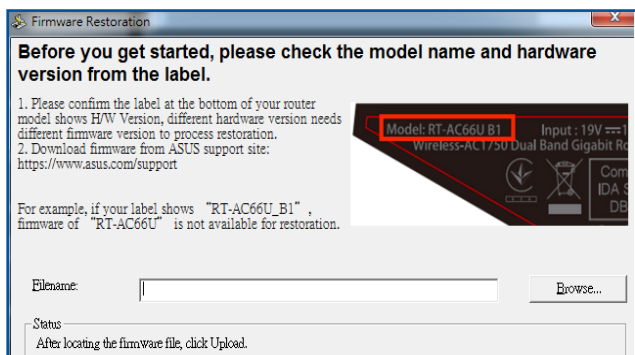 Firmware Restoration
Before you get started, please check the model name and hardware
version from the label.
1. Please confirm the label at the bottom of your router
model shows H/W Version, different hardware version needs
different firmware version to process restoration.
2. Download firmware from ASUS support site:
https://www.asus.com/support
For example, if your label shows “RT-AC66U_B1” ,
firmware of “RT-AC66U” is not available for restoration.
Model: RT-AC66U B1 Input : 19V⎓1
Wireless-AC1750 Dual Band Gigabit Ro
Com
IDA S
DB
Filename:
Browse...
Status
After locating the firmware file, click Upload.